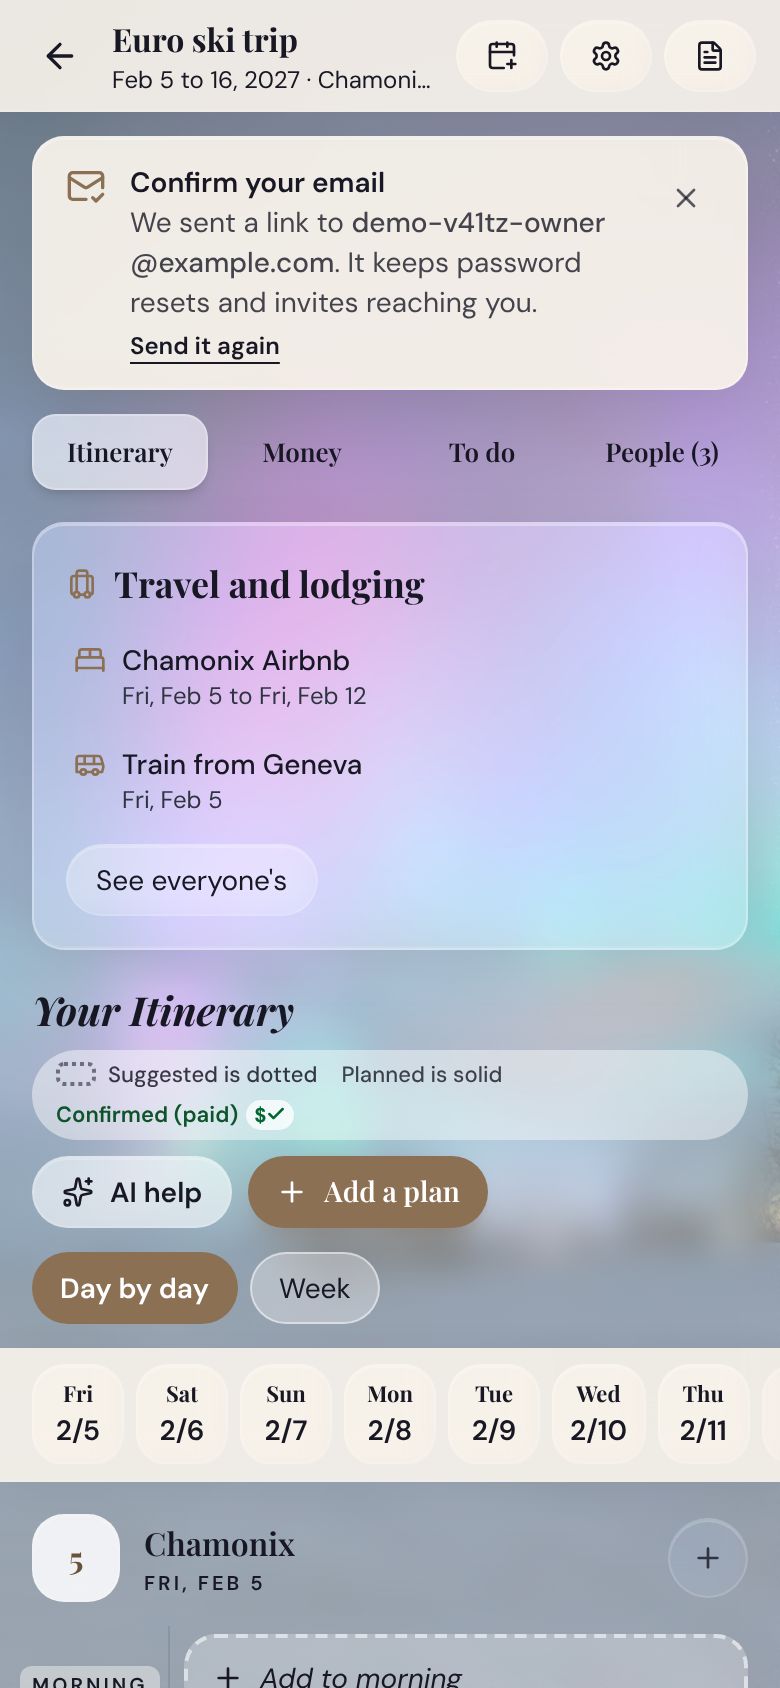 Euro ski trip
Feb 5 to 16, 2027 · Chamoni...
Confirm your email
We sent a link to demo-v41tz-owner
@example.com. It keeps password
resets and invites reaching you.
Send it again
Itinerary Money To do People (3)
Travel and lodging
Chamonix Airbnb
Fri, Feb 5 to Fri, Feb 12
Train from Geneva
Fri, Feb 5
See everyone's
Your Itinerary
Suggested is dotted Planned is solid
Confirmed (paid) $✓
AI help + Add a plan
Day by day Week
Fri Sat Sun Mon Tue Wed Thu
2/5 2/6 2/7 2/8 2/9 2/10 2/11
5 Chamonix +
FRI, FEB 5
MORNING + Add to morning